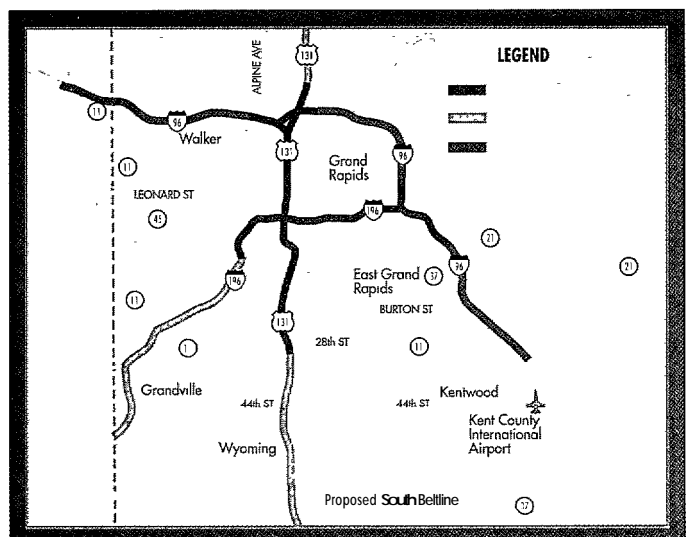 ALPINE AVE
131
LEGEND
11
96
Walker
131
Grand
Rapids
96
11
LEONARD ST
45
196
21
21
East Grand
Rapids
37
96
196
BURTON ST
11
131
28th ST
11
1
Grandville
44th ST
44th ST
Kentwood
Kent County
International
Airport
Wyoming
Proposed South Beltline
37